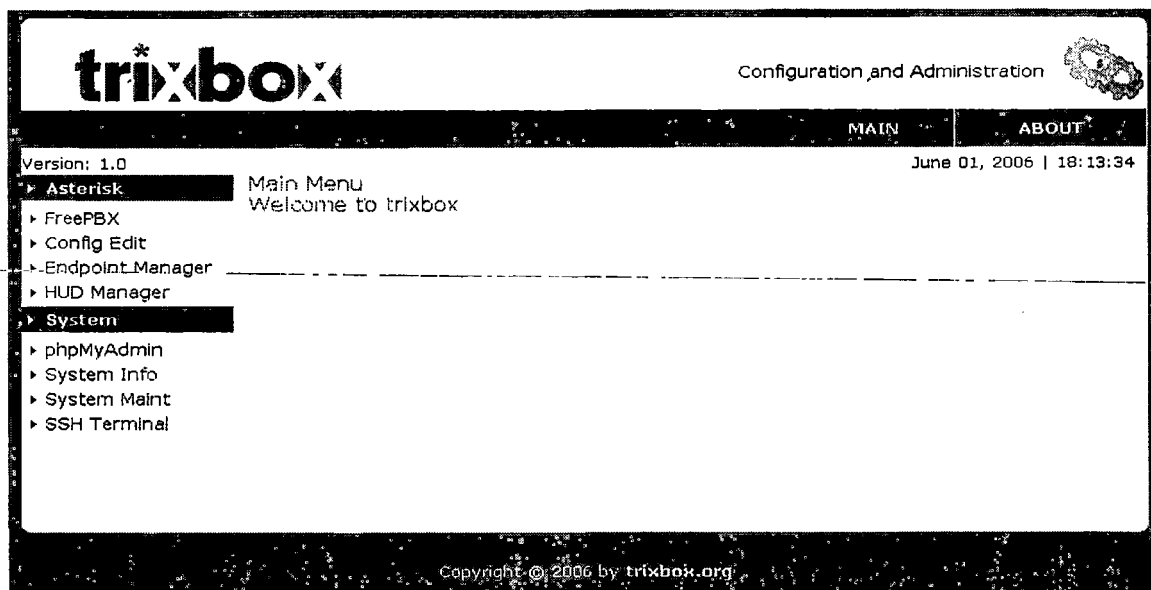 trixbox
Configuration and Administration
MAIN ABOUT
Version: 1.0
June 01, 2006 | 18:13:34
Asterisk
Main Menu
Welcome to trixbox
FreePBX
Config Edit
Endpoint Manager
HUD Manager
System
phpMyAdmin
System Info
System Maint
SSH Terminal
Copyright © 2006 by trixbox.org